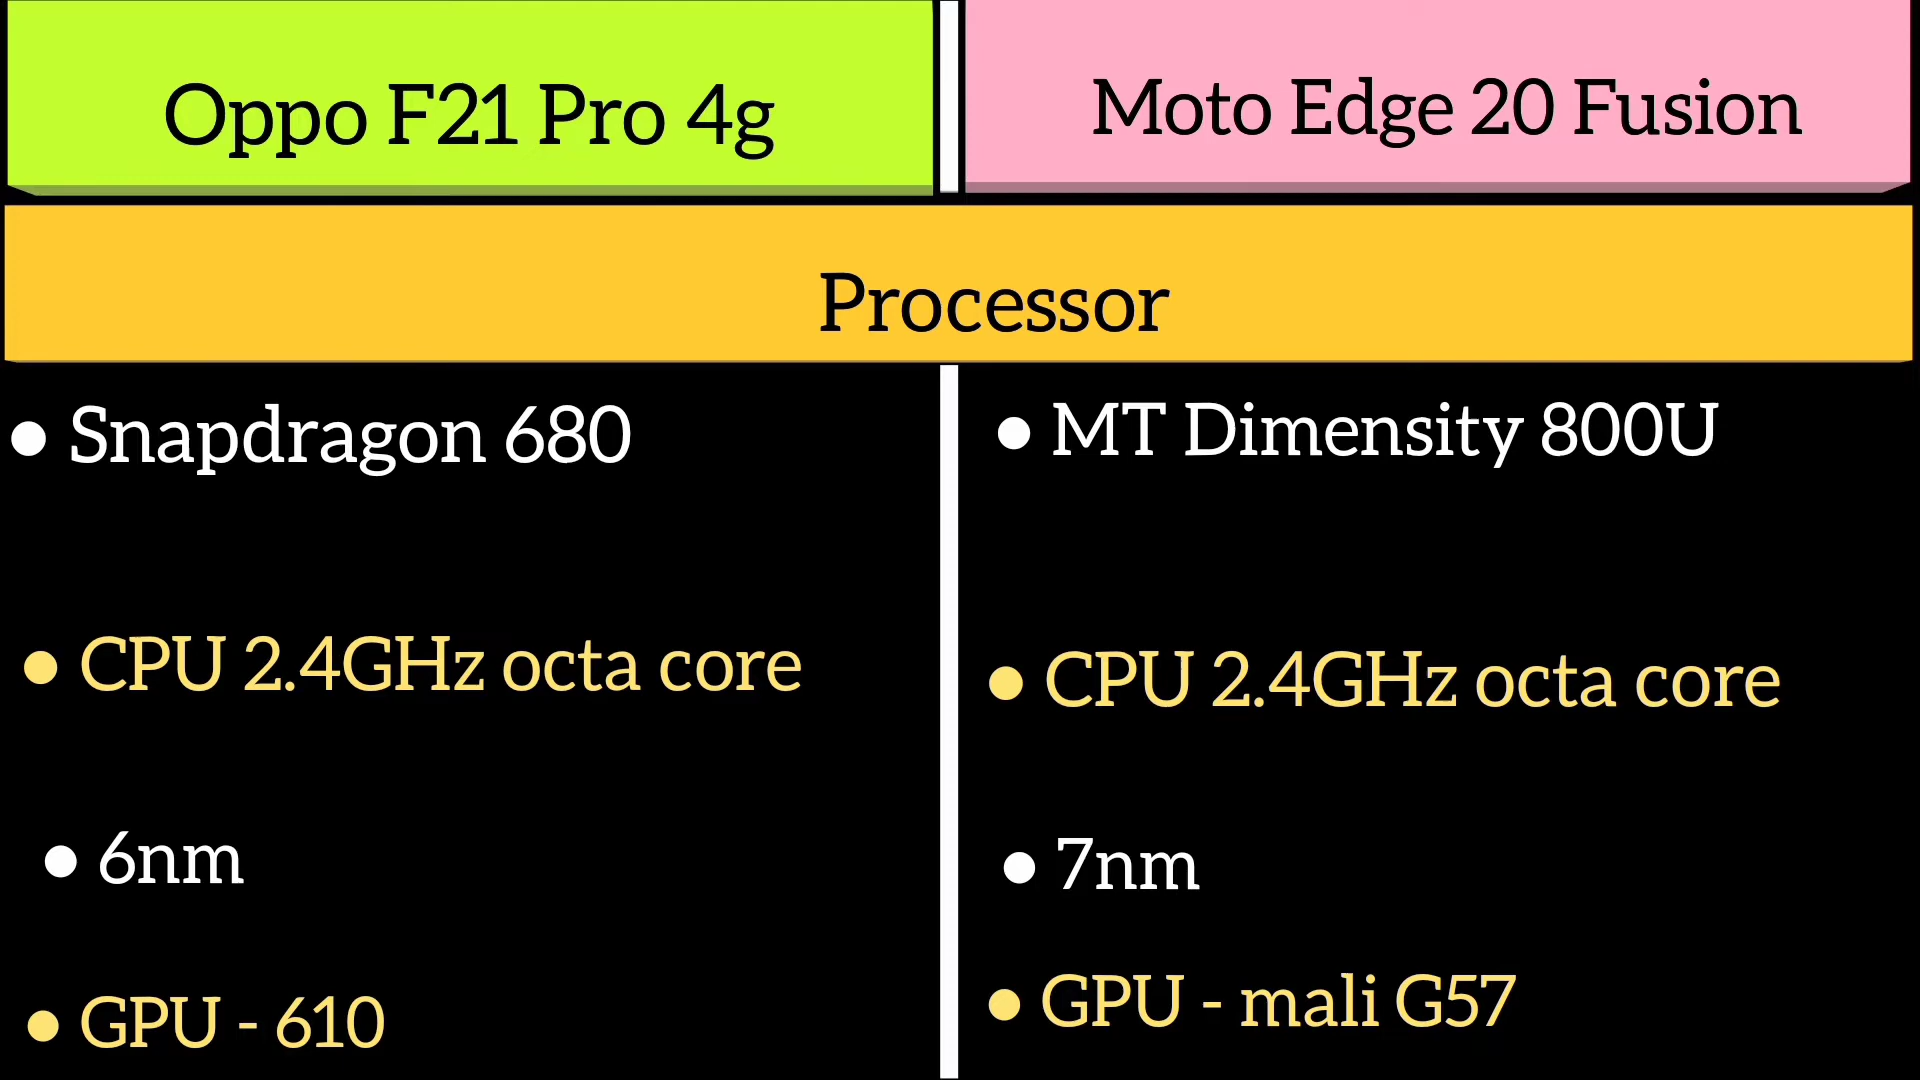 Oppo F21 Pro 4g
Moto Edge 20 Fusion
Processor
• Snapdragon 680
• CPU 2.4GHz octa core
• 6nm
• GPU - 610
• MT Dimensity 800U
• CPU 2.4GHz octa core
• 7nm
• GPU - mali G57